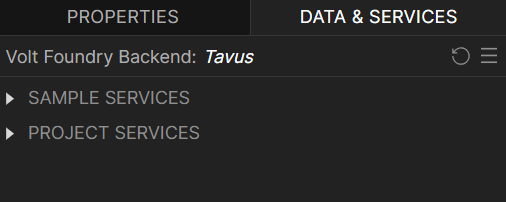 PROPERTIES
DATA & SERVICES
Volt Foundry Backend: Tavus
SAMPLE SERVICES
PROJECT SERVICES